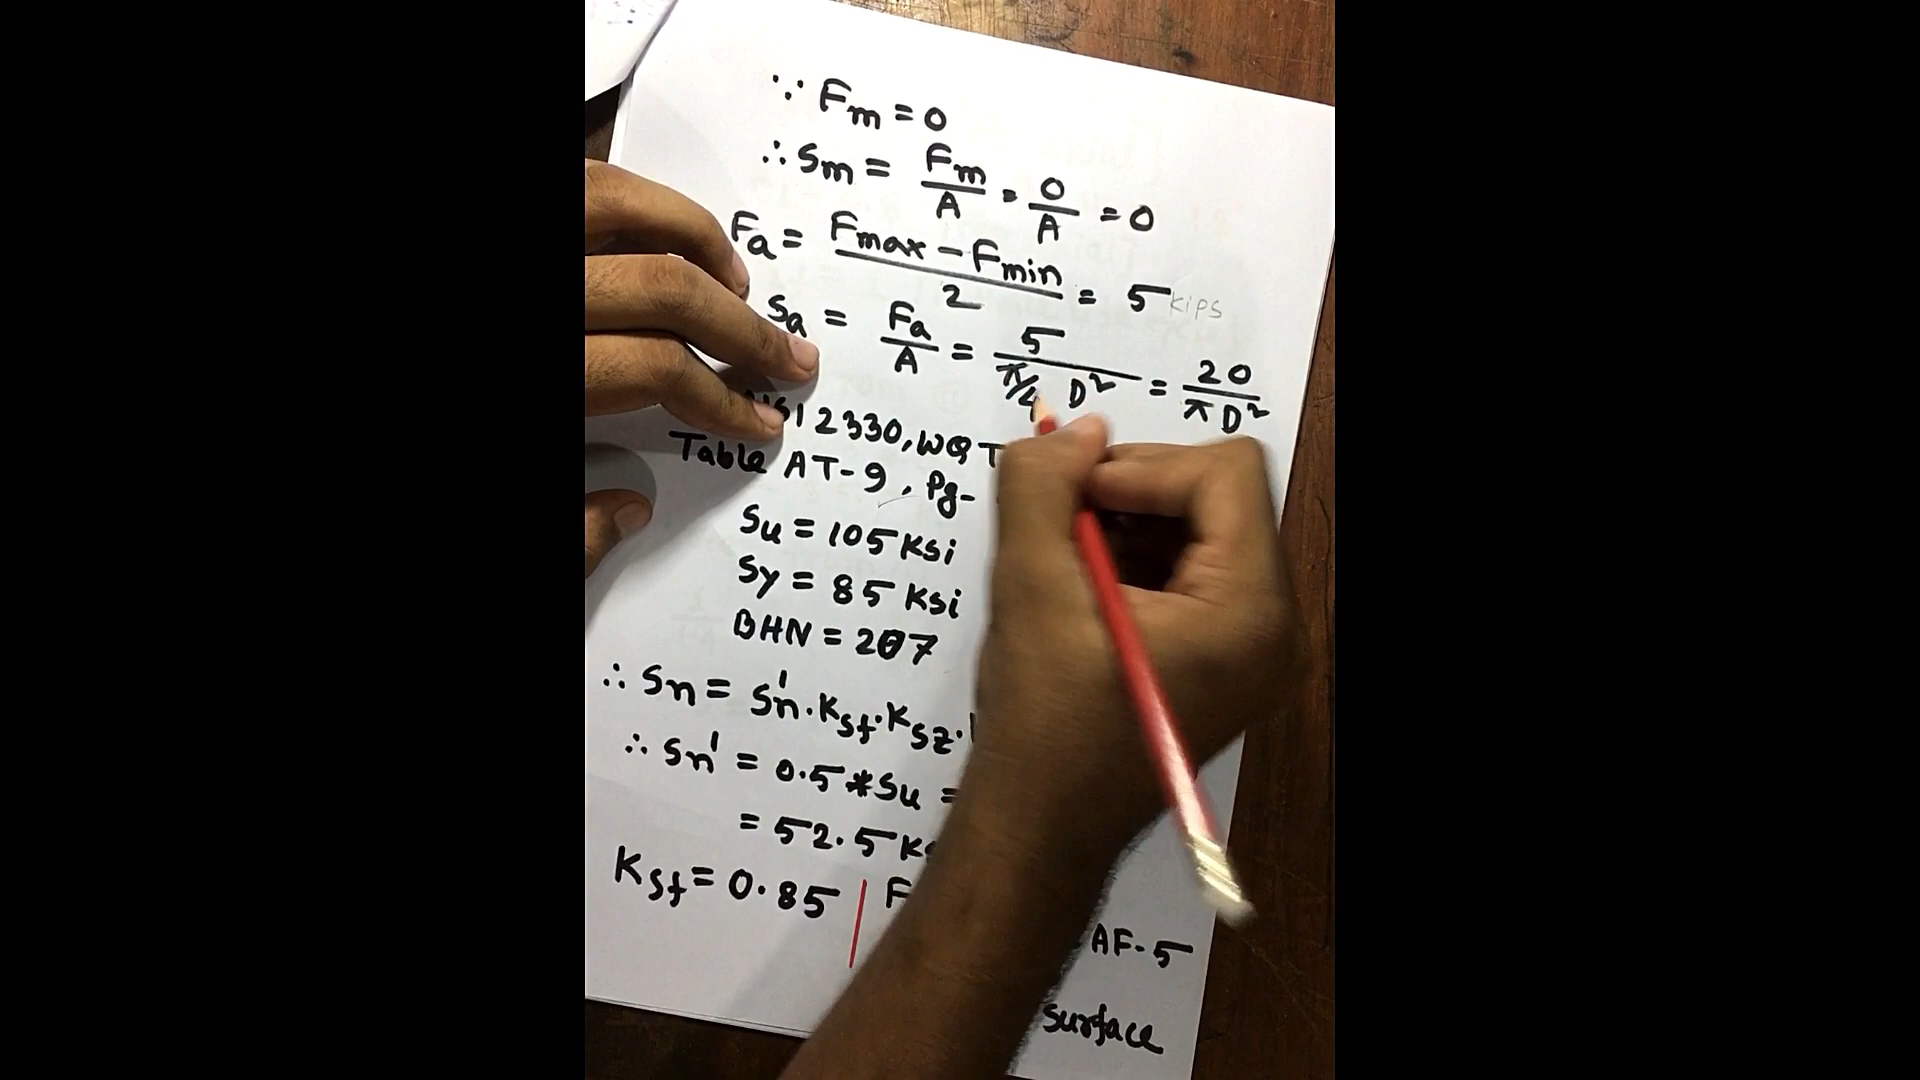 ∵ Fm = 0
∴ Sm = Fm/A = 0/A = 0
Fa = (Fmax - Fmin)/2 = 5 kips
Sa = Fa/A = 5/(π/4 D²) = 20/(πD²)
2330, WQT
Table AT-9, Pg-
Su = 105 Ksi
Sy = 85 Ksi
BHN = 207
∴ Sn = Sn'. Ksf. Ksz.
∴ Sn' = 0.5 * Su =
= 52.5
Ksf = 0.85
AF-5
surface